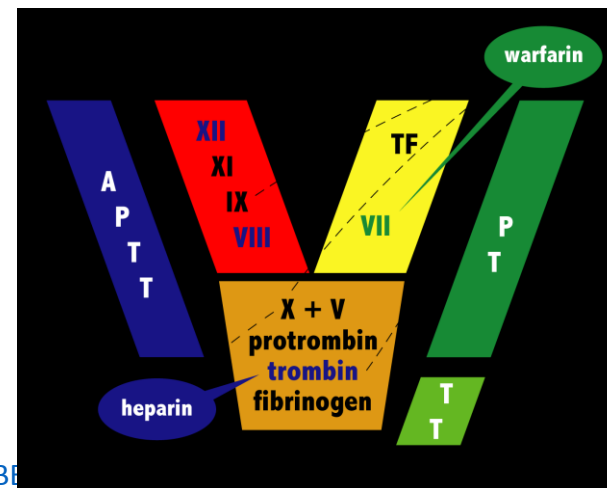 warfarin
XII
XI
IX
VIII
TF
VII
A
P
T
T
P
T
X + V
protrombin
trombin
fibrinogen
heparin
T
T